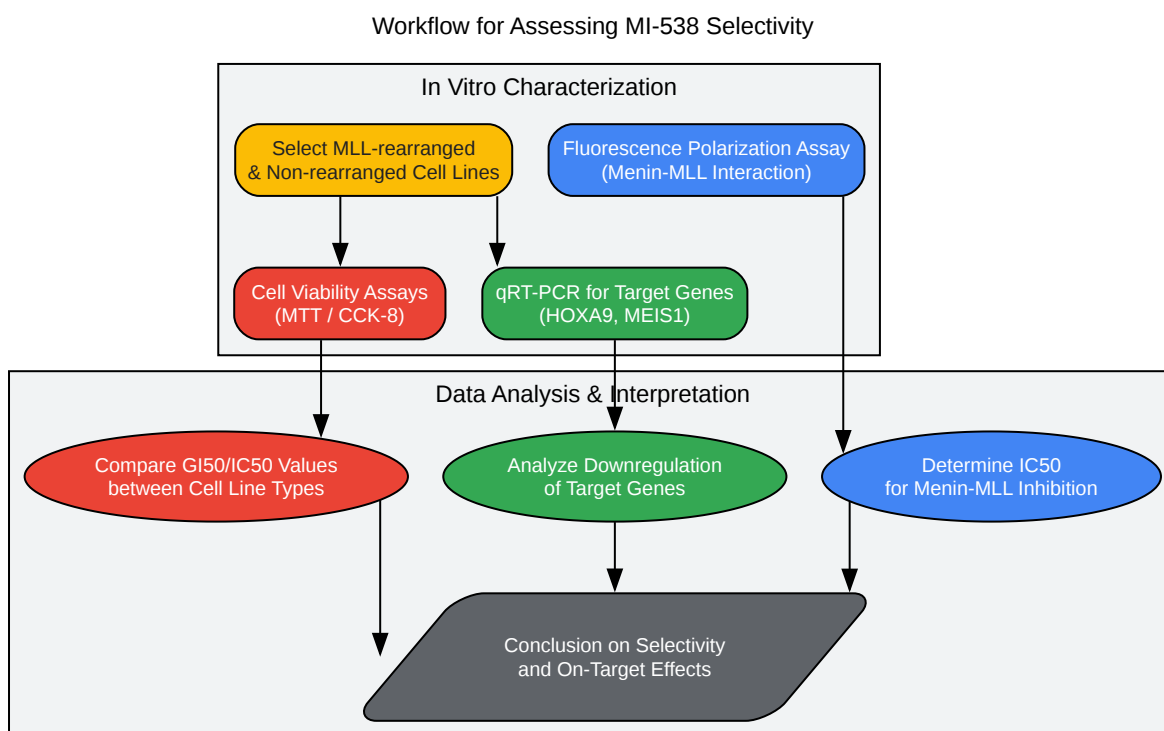 Workflow for Assessing MI-538 Selectivity
In Vitro Characterization
Select MLL-rearranged
& Non-rearranged Cell Lines
Fluorescence Polarization Assay
(Menin-MLL Interaction)
Cell Viability Assays
(MTT / CCK-8)
qRT-PCR for Target Genes
(HOXA9, MEIS1)
Data Analysis & Interpretation
Compare GI50/IC50 Values
between Cell Line Types
Analyze Downregulation
of Target Genes
Determine IC50
for Menin-MLL Inhibition
Conclusion on Selectivity
and On-Target Effects